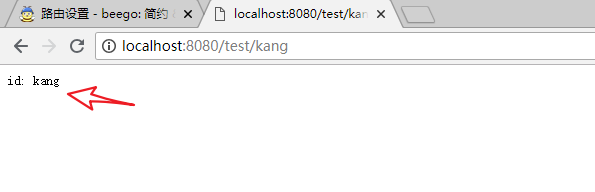 路由设置 - beego: 简约
localhost:8080/test/kan
localhost:8080/test/kang
id: kang